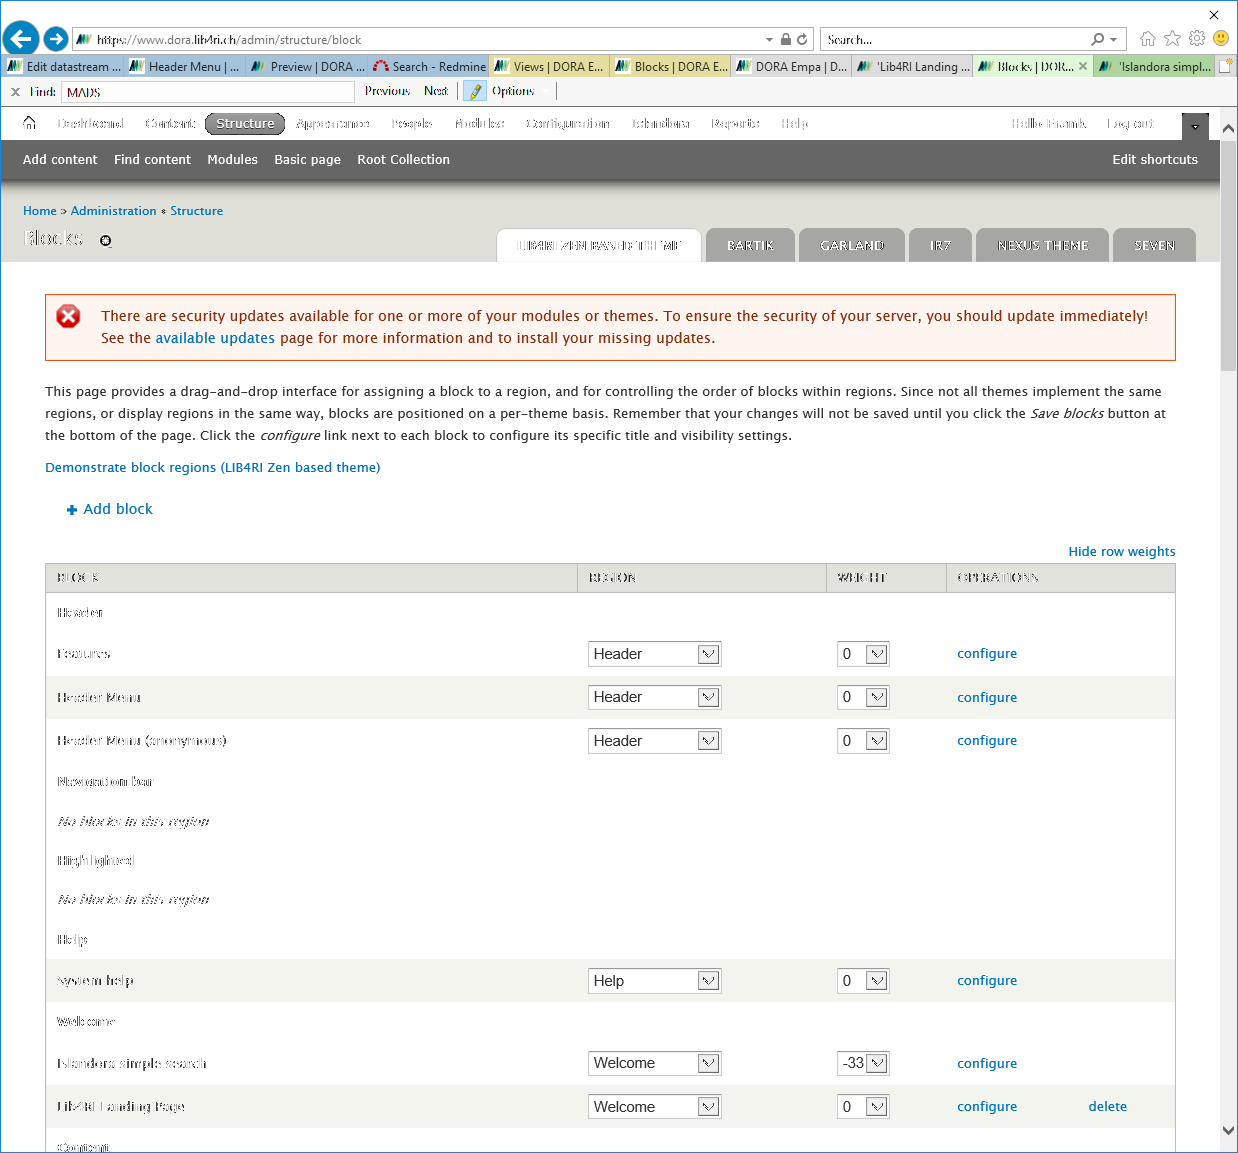 https://www.dora.lib4ri.ch/admin/structure/block
Search...
Edit datastream ...
Header Menu | ...
Preview | DORA ...
Search - Redmine
Views | DORA E...
Blocks | DORA E...
DORA Empa | D...
'Lib4RI Landing ...
Blocks | DOR...
'Islandora simpl...
Find: MADS
Previous Next Options
Dashboard Content Structure Appearance People Modules Configuration Islandora Reports Help Hello Frank Log out
Add content Find content Modules Basic page Root Collection Edit shortcuts
Home » Administration » Structure
Blocks
LIB4RI ZEN BASED THEME BARTIK GARLAND IR7 NEXUS THEME SEVEN
There are security updates available for one or more of your modules or themes. To ensure the security of your server, you should update immediately!
See the available updates page for more information and to install your missing updates.
This page provides a drag-and-drop interface for assigning a block to a region, and for controlling the order of blocks within regions. Since not all themes implement the same
regions, or display regions in the same way, blocks are positioned on a per-theme basis. Remember that your changes will not be saved until you click the Save blocks button at
the bottom of the page. Click the configure link next to each block to configure its specific title and visibility settings.
Demonstrate block regions (LIB4RI Zen based theme)
Add block
Hide row weights
BLOCK REGION WEIGHT OPERATIONS
Header
Features Header 0 configure
Header Menu Header 0 configure
Header Menu (anonymous) Header 0 configure
Navigation bar
No blocks in this region
Highlighted
No blocks in this region
Help
System help Help 0 configure
Welcome
Islandora simple search Welcome -33 configure
Lib4RI Landing Page Welcome 0 configure delete
Content